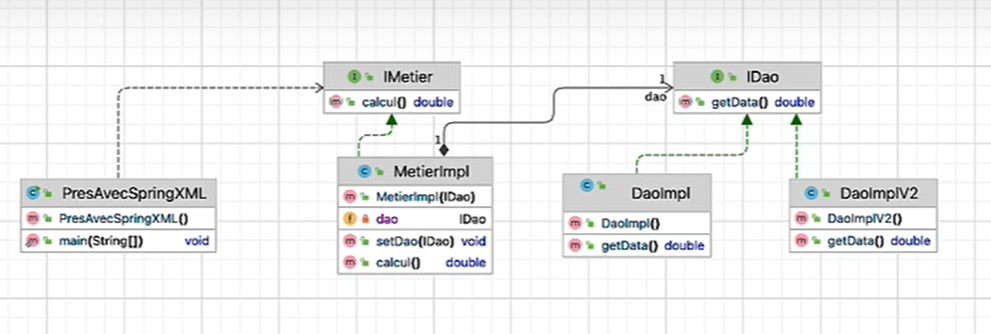 IMetier
calcul() double
1
dao
IDao
getData() double
1
PresAvecSpringXML
PresAvecSpringXML()
main(String[]) void
MetierImpl
MetierImpl(IDao)
dao IDao
setDao(IDao) void
calcul() double
DaoImpl
DaoImpl()
getData() double
DaoImplV2
DaoImplV2()
getData() double